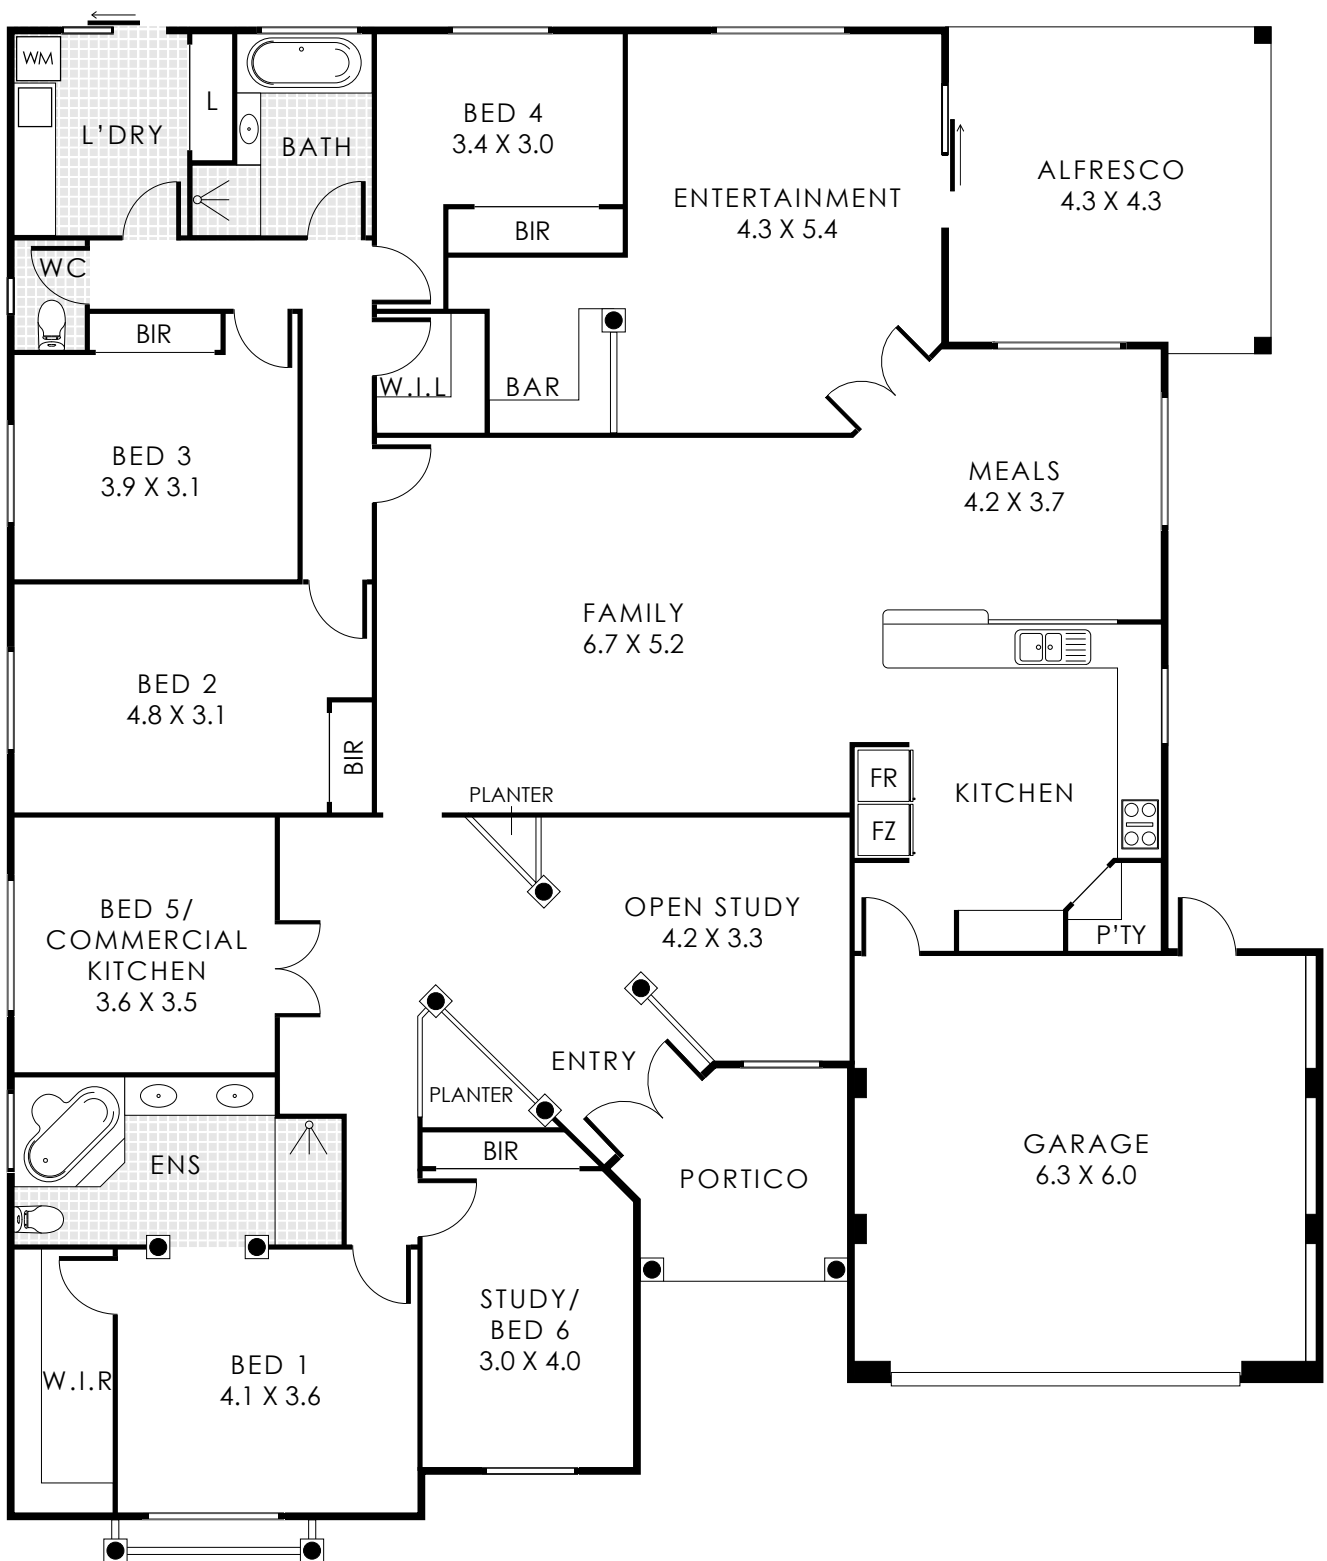 WM
L'DRY
L
BATH
BED 4
3.4 X 3.0
BIR
ENTERTAINMENT
4.3 X 5.4
ALFRESCO
4.3 X 4.3
WC
BIR
W.I.L
BAR
BED 3
3.9 X 3.1
MEALS
4.2 X 3.7
FAMILY
6.7 X 5.2
BED 2
4.8 X 3.1
BIR
PLANTER
FR
FZ
KITCHEN
P'TY
BED 5/
COMMERCIAL
KITCHEN
3.6 X 3.5
OPEN STUDY
4.2 X 3.3
ENTRY
PLANTER
BIR
ENS
PORTICO
GARAGE
6.3 X 6.0
STUDY/
BED 6
3.0 X 4.0
W.I.R
BED 1
4.1 X 3.6